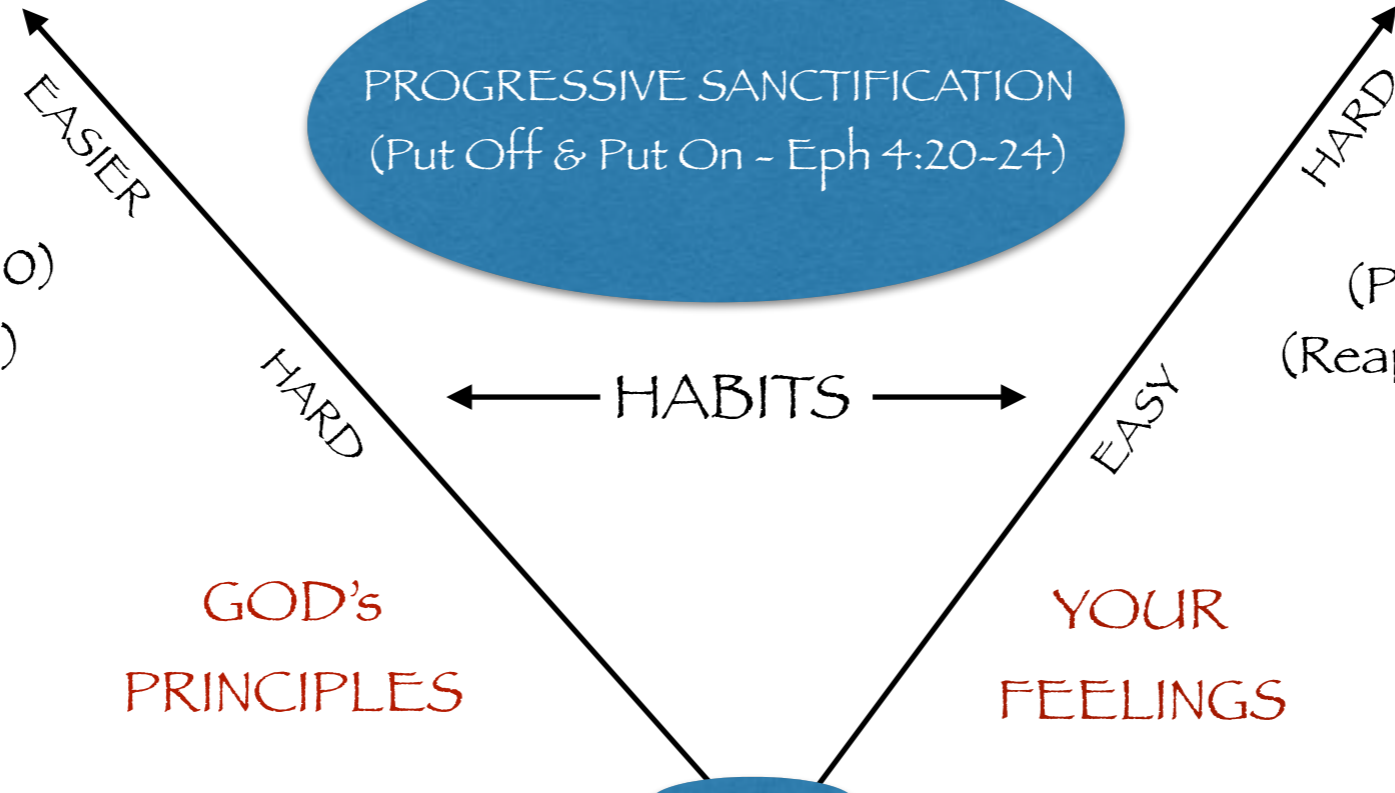 PROGRESSIVE SANCTIFICATION
(Put Off & Put On - Eph 4:20-24)
EASIER
HARD
HARD
EASY
HABITS
GOD's
PRINCIPLES
YOUR
FEELINGS